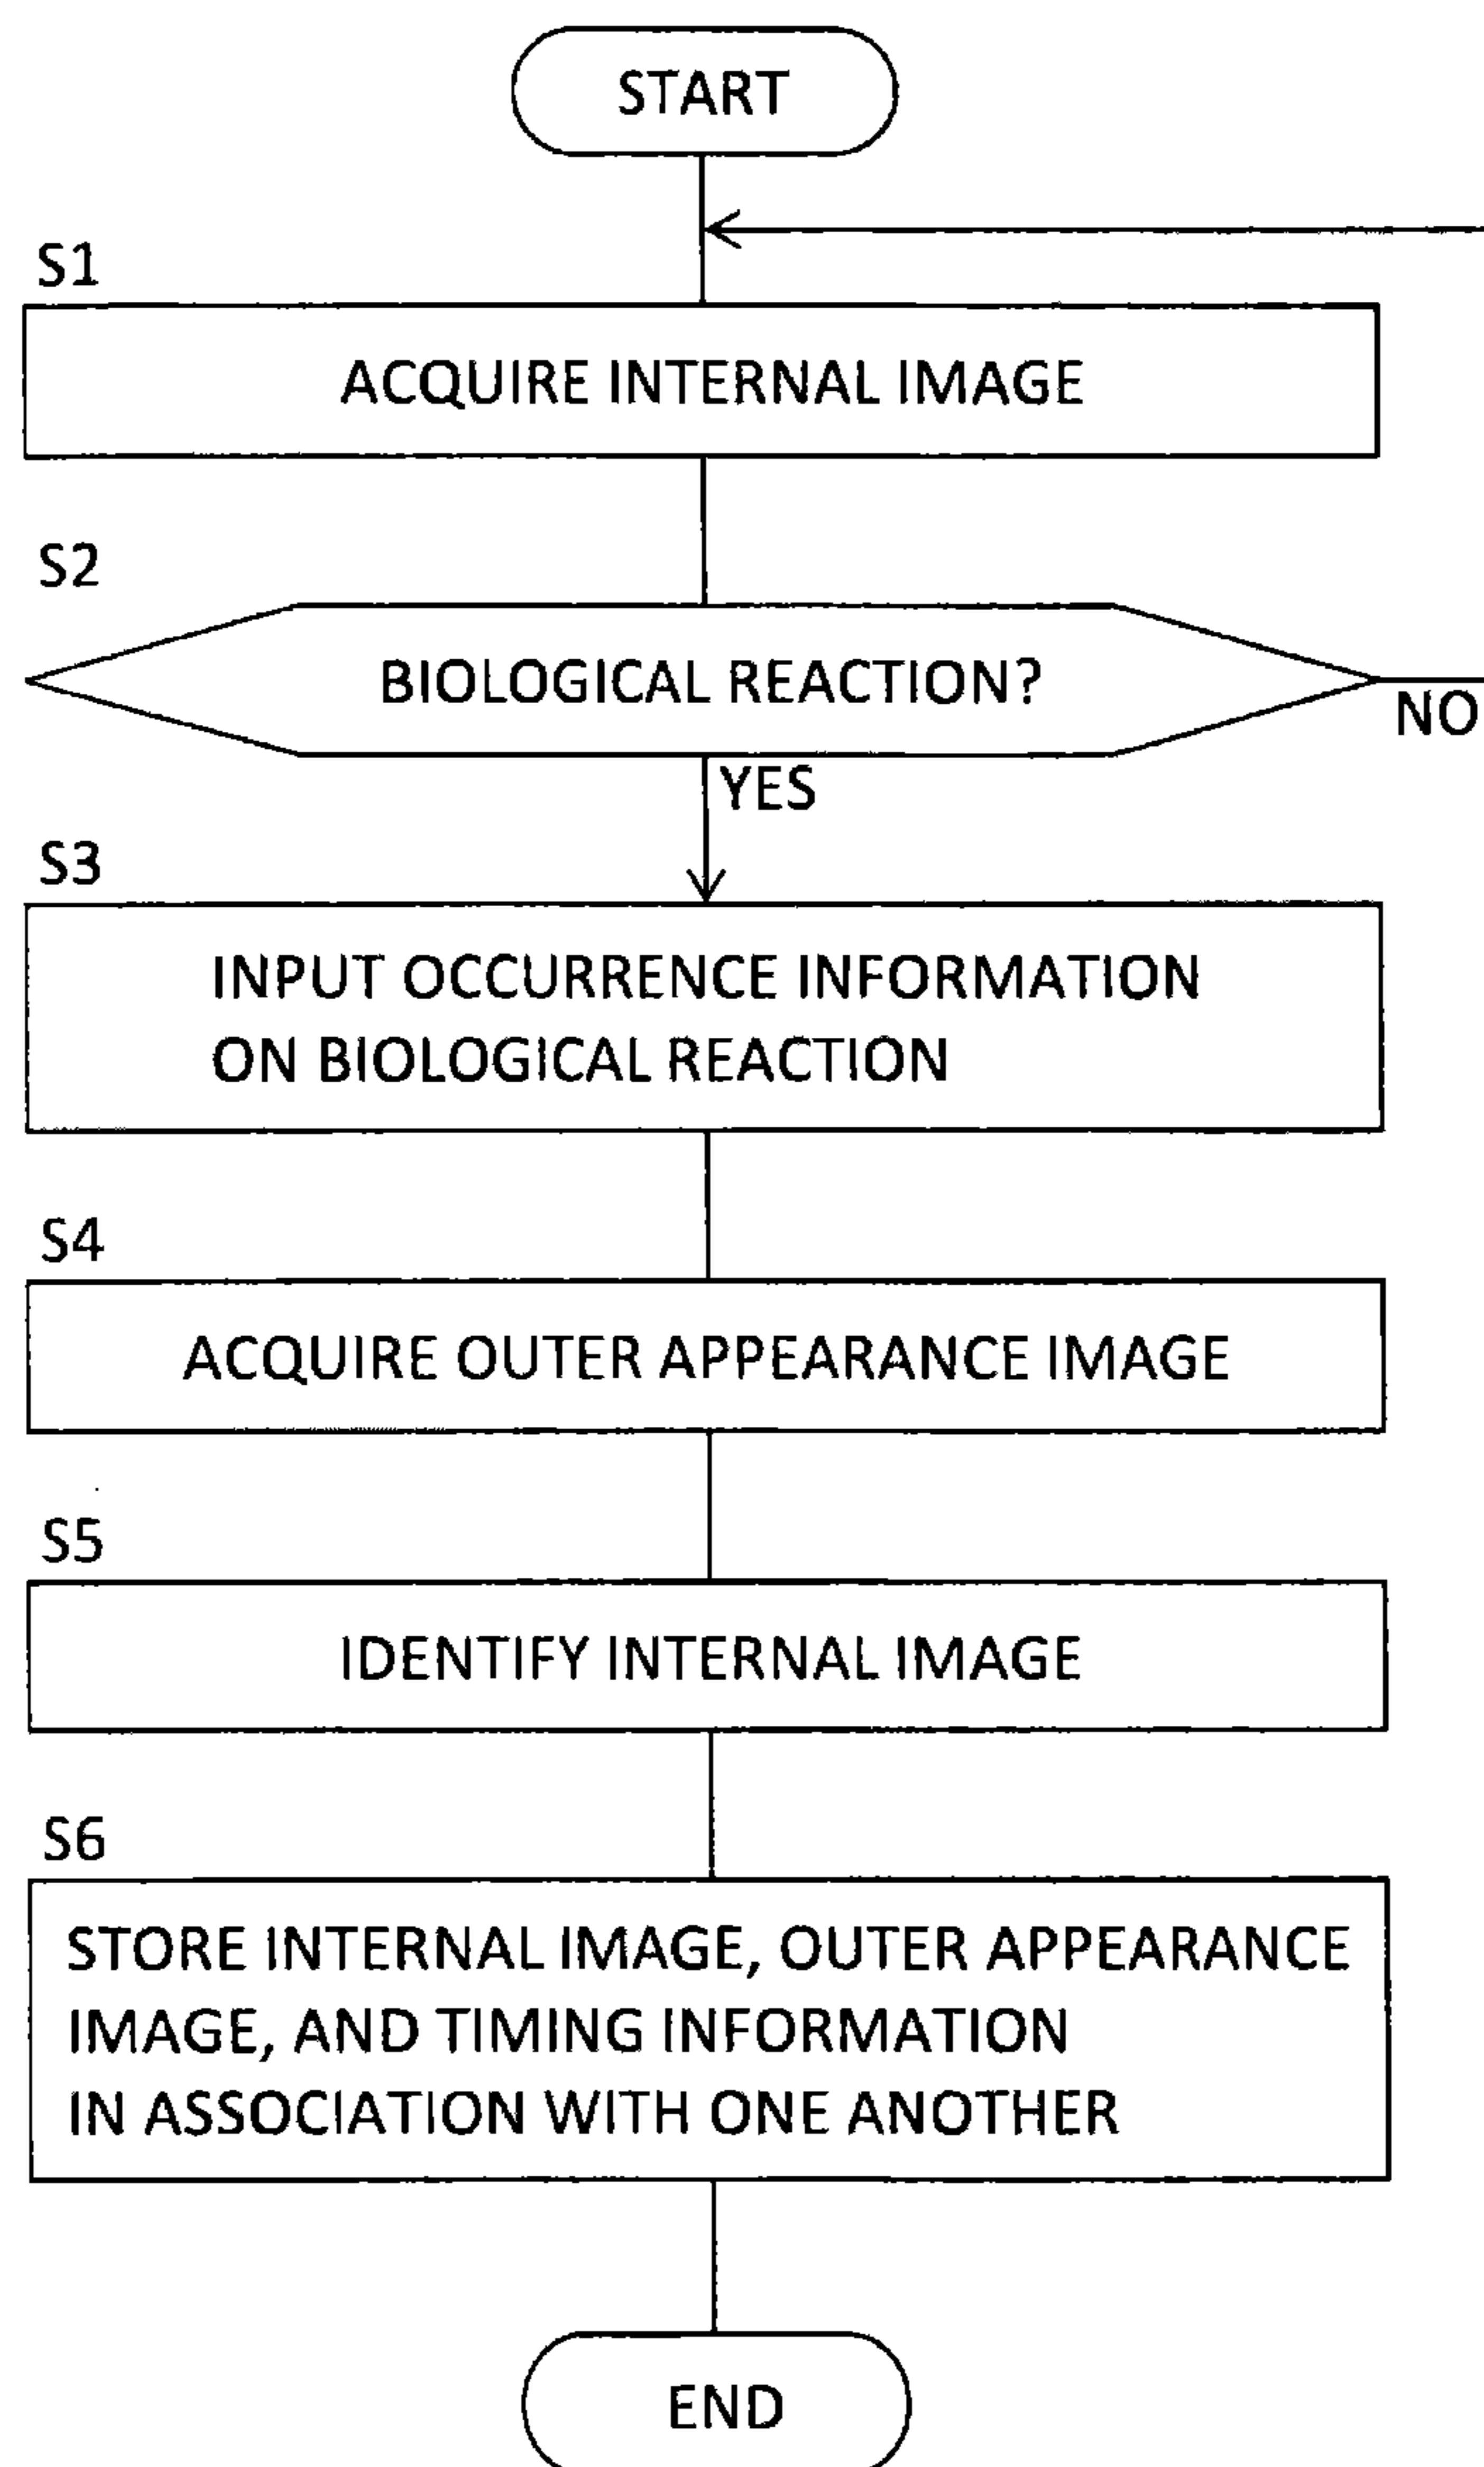 START
S1
ACQUIRE INTERNAL IMAGE
S2
BIOLOGICAL REACTION?
NO
YES
S3
INPUT OCCURRENCE INFORMATION
ON BIOLOGICAL REACTION
S4
ACQUIRE OUTER APPEARANCE IMAGE
S5
IDENTIFY INTERNAL IMAGE
S6
STORE INTERNAL IMAGE, OUTER APPEARANCE
IMAGE, AND TIMING INFORMATION
IN ASSOCIATION WITH ONE ANOTHER
END